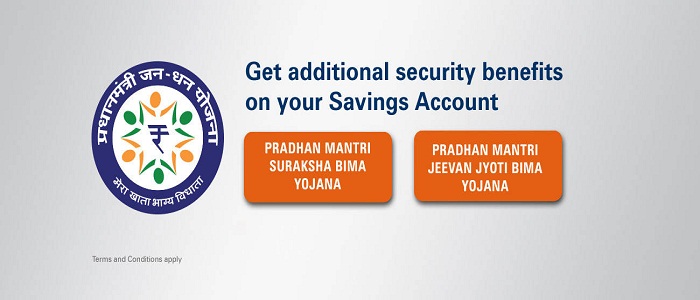 प्रधानमंत्री जन-धन योजना
मेरा खाता भाग्य विधाता
Get additional security benefits
on your Savings Account
PRADHAN MANTRI
SURAKSHA BIMA
YOJANA
PRADHAN MANTRI
JEEVAN JYOTI BIMA
YOJANA
Terms and Conditions apply